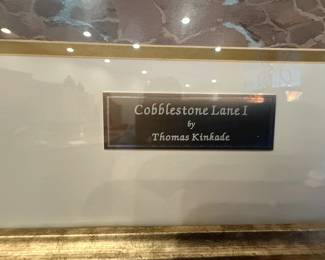 Cobblestone Lane I
by
Thomas Kinkade